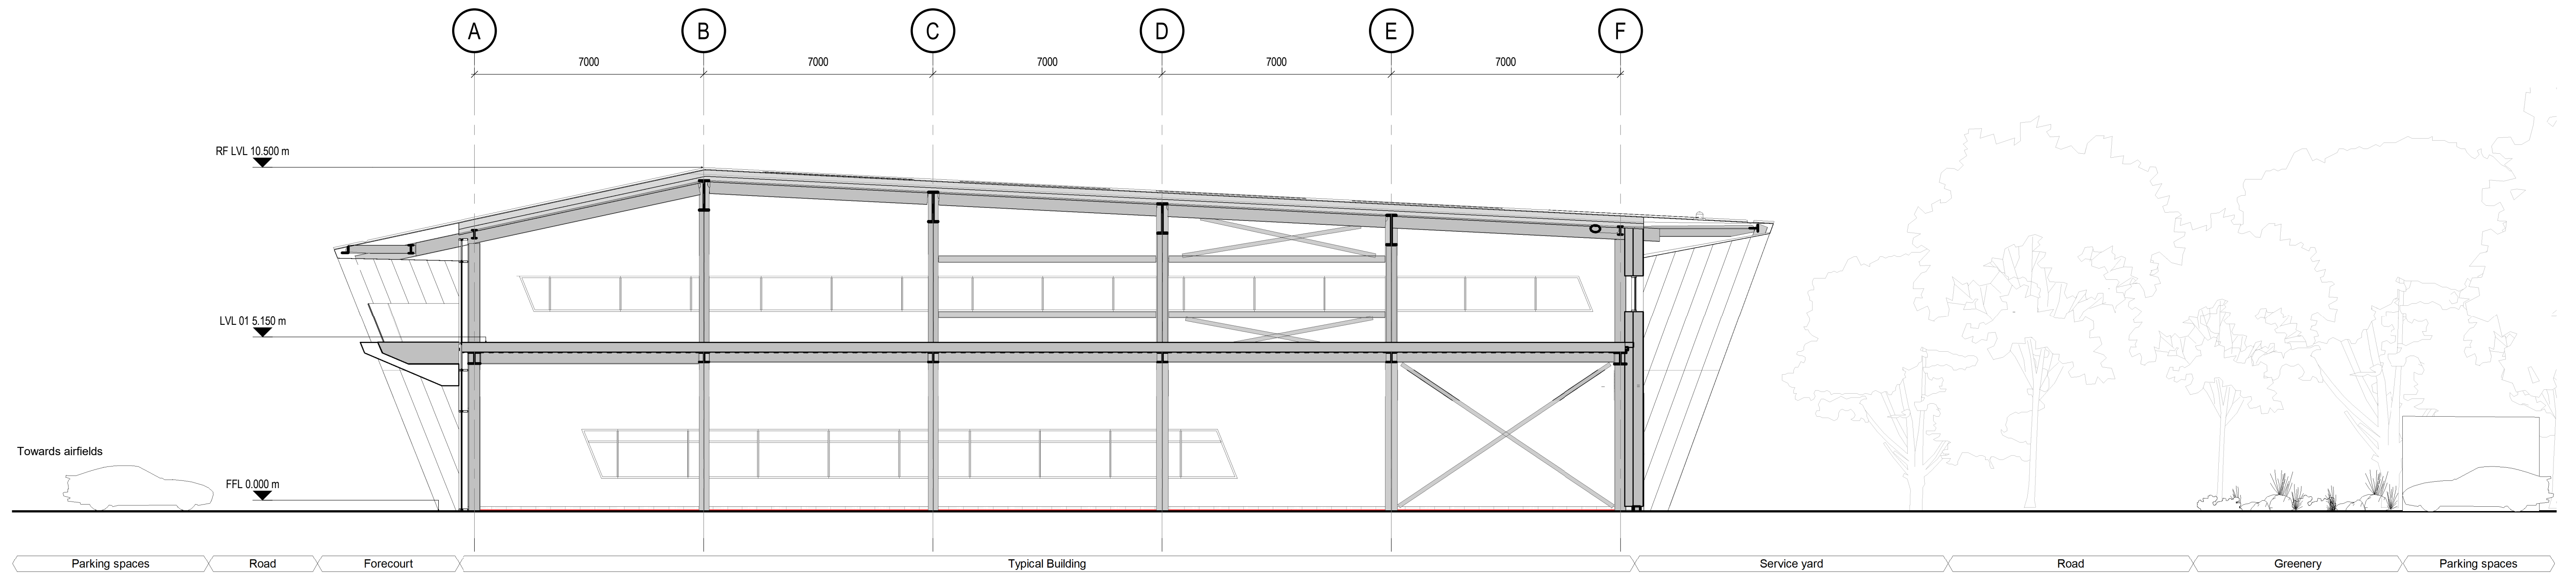 A B C D E F
7000 7000 7000 7000 7000
RF LVL 10.500 m
LVL 01 5.150 m
Towards airfields
FFL 0.000 m
Parking spaces Road Forecourt Typical Building Service yard Road Greenery Parking spaces